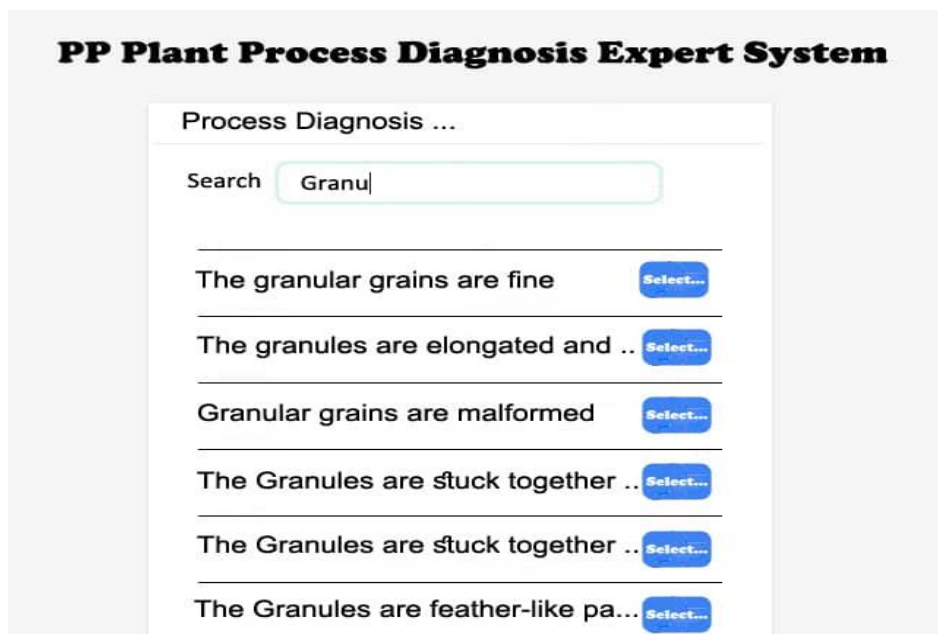 PP Plant Process Diagnosis Expert System
Process Diagnosis ...
Search Granu
The granular grains are fine Select...
The granules are elongated and .. Select...
Granular grains are malformed Select...
The Granules are stuck together .. Select...
The Granules are stuck together .. Select...
The Granules are feather-like pa... Select...